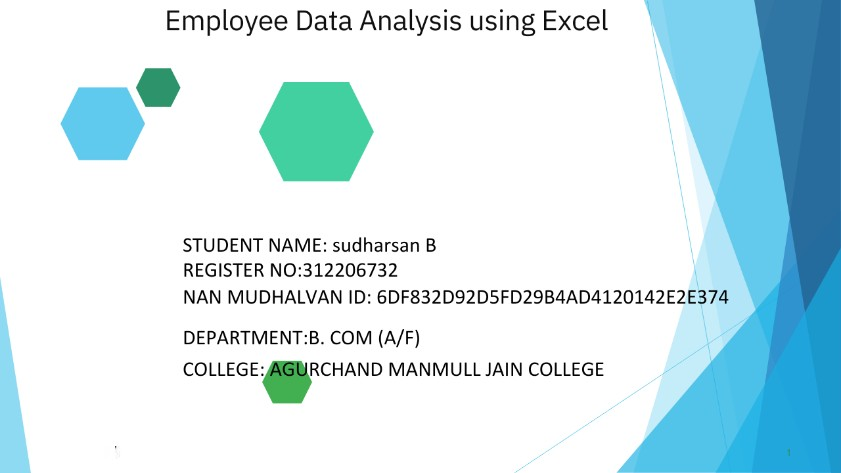 Employee Data Analysis using Excel
STUDENT NAME: sudharsan B
REGISTER NO:312206732
NAN MUDHALVAN ID: 6DF832D92D5FD29B4AD4120142E2E374
DEPARTMENT:B. COM (A/F)
COLLEGE: AGURCHAND MANMULL JAIN COLLEGE
1